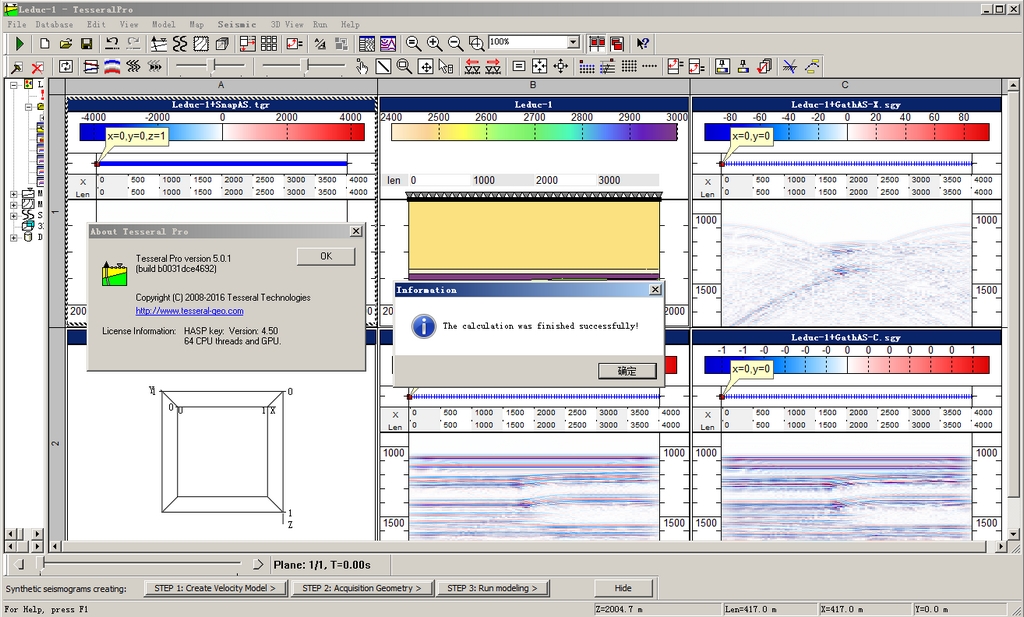 Leduc-1 - TesseralPro
File Database Edit View Model Map Seismic 3D View Run Help
100%
A B C
Leduc-1+SnapAS.tgr
-4000 -2000 0 2000 4000
x=0,y=0,z=1
X 0 500 1000 1500 2000 2500 3000 3500 4000
Len 0 500 1000 1500 2000 2500 3000 3500 4000
1
Leduc-1
2400 2500 2600 2700 2800 2900 3000
len 0 1000 2000 3000
Leduc-1+GathAS-X.sgy
-80 -60 -40 -20 0 20 40 60 80
x=0,y=0
X 0 500 1000 1500 2000 2500 3000 3500 4000
Len 0 500 1000 1500 2000 2500 3000 3500 4000
1000 1000
1500 1500
About Tesseral Pro
Tesseral Pro version 5.0.1
(build b0031dce4692)
OK
Copyright (C) 2008-2016 Tesseral Technologies
http://www.tesseral-geo.com
License Information: HASP key: Version: 4.50
64 CPU threads and GPU.
Information
The calculation was finished successfully!
确定
2
Y 1 0
0 0 1 X
1
Z
X 0 500 1000 1500 2000 2500 3000 3500 4000
Len 0 500 1000 1500 2000 2500 3000 3500 4000
1000 1000
1500 1500
Leduc-1+GathAS-C.sgy
-1 -1 -0 -0 0 0 0 0 1
x=0,y=0
X 0 500 1000 1500 2000 2500 3000 3500 4000
Len 0 500 1000 1500 2000 2500 3000 3500 4000
1000 1000
1500 1500
Plane: 1/1, T=0.00s
Synthetic seismograms creating: STEP 1: Create Velocity Model > STEP 2: Acquisition Geometry > STEP 3: Run modeling > Hide
For Help, press F1 Z=2004.7 m Len=417.0 m X=417.0 m Y=0.0 m